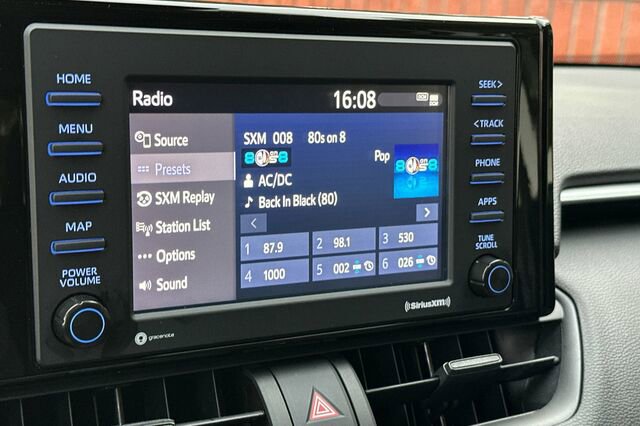 HOME
MENU
AUDIO
MAP
POWER
VOLUME
Radio
16:08
Source
Presets
SXM Replay
Station List
Options
Sound
SXM 008 80s on 8
Pop
AC/DC
Back In Black (80)
< >
1 87.9 2 98.1 3 530
4 1000 5 002 6 026
SEEK>
<TRACK
PHONE
APPS
TUNE
SCROLL
gracenote
((SiriusXM))